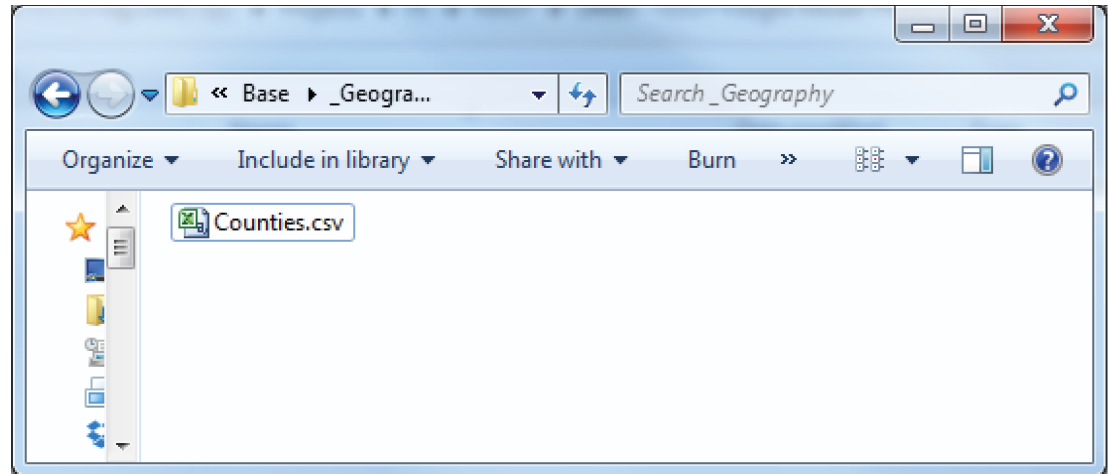 « Base ▸ _Geogra... Search _Geography
Organize Include in library Share with Burn »
Counties.csv